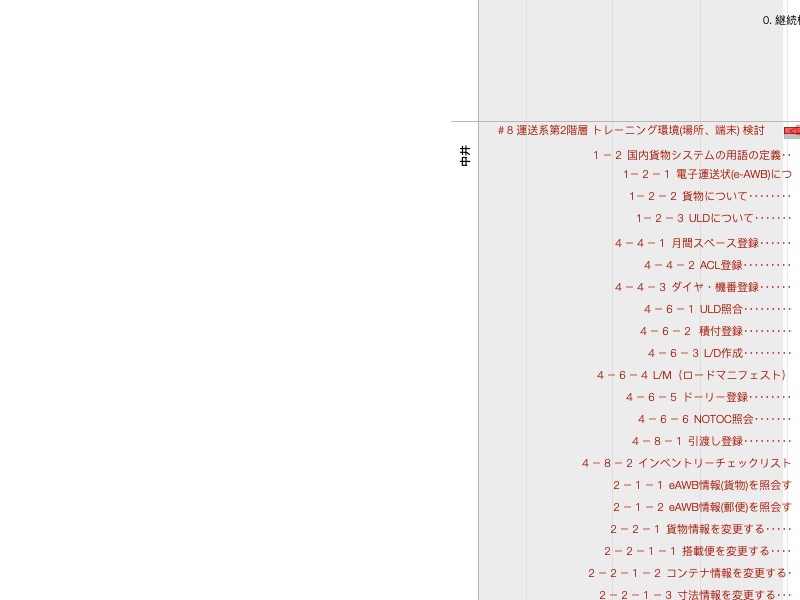 0. 継続
#８運送系第2階層 トレーニング環境(場所、端末) 検討
中井
１－２ 国内貨物システムの用語の定義‥
１－２－１ 電子運送状(e-AWB)につ
１－２－２ 貨物について‥‥‥‥
１－２－３ ULDについて‥‥‥
４－４－１ 月間スペース登録‥‥‥
４－４－２ ACL登録‥‥‥‥‥
４－４－３ ダイヤ・機番登録‥‥‥
４－６－１ ULD照合‥‥‥‥‥
４－６－２ 積付登録‥‥‥‥‥
４－６－３ L/D作成‥‥‥‥‥
４－６－４ L/M（ロードマニフェスト）
４－６－５ ドーリー登録‥‥‥‥
４－６－６ NOTOC照会‥‥‥
４－８－１ 引渡し登録‥‥‥‥‥
４－８－２ インベントリーチェックリスト
２－１－１ eAWB情報(貨物)を照会す
２－１－２ eAWB情報(郵便)を照会す
２－２－１ 貨物情報を変更する‥‥･
２－２－１－１ 搭載便を変更する‥‥
２－２－１－２ コンテナ情報を変更する･
２－２－１－３ 寸法情報を変更する‥･